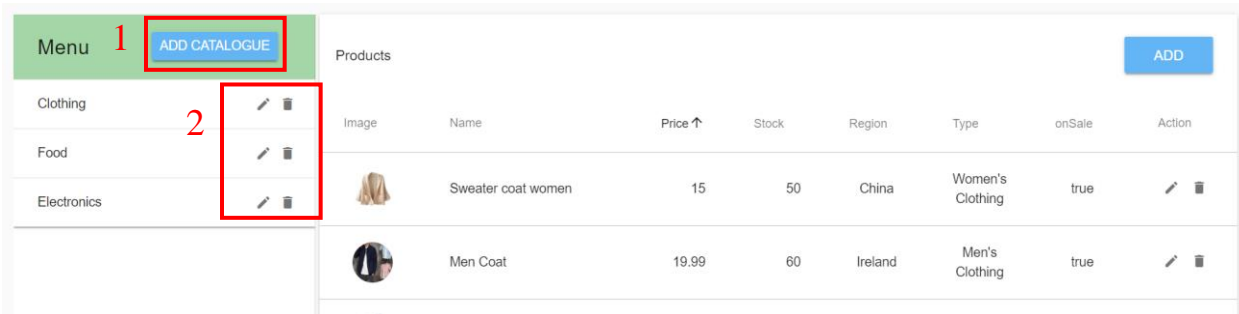 Menu 1 ADD CATALOGUE
Clothing
2
Food
Electronics
Products ADD
Image Name Price ↑ Stock Region Type onSale Action
Sweater coat women 15 50 China Women's Clothing true
Men Coat 19.99 60 Ireland Men's Clothing true